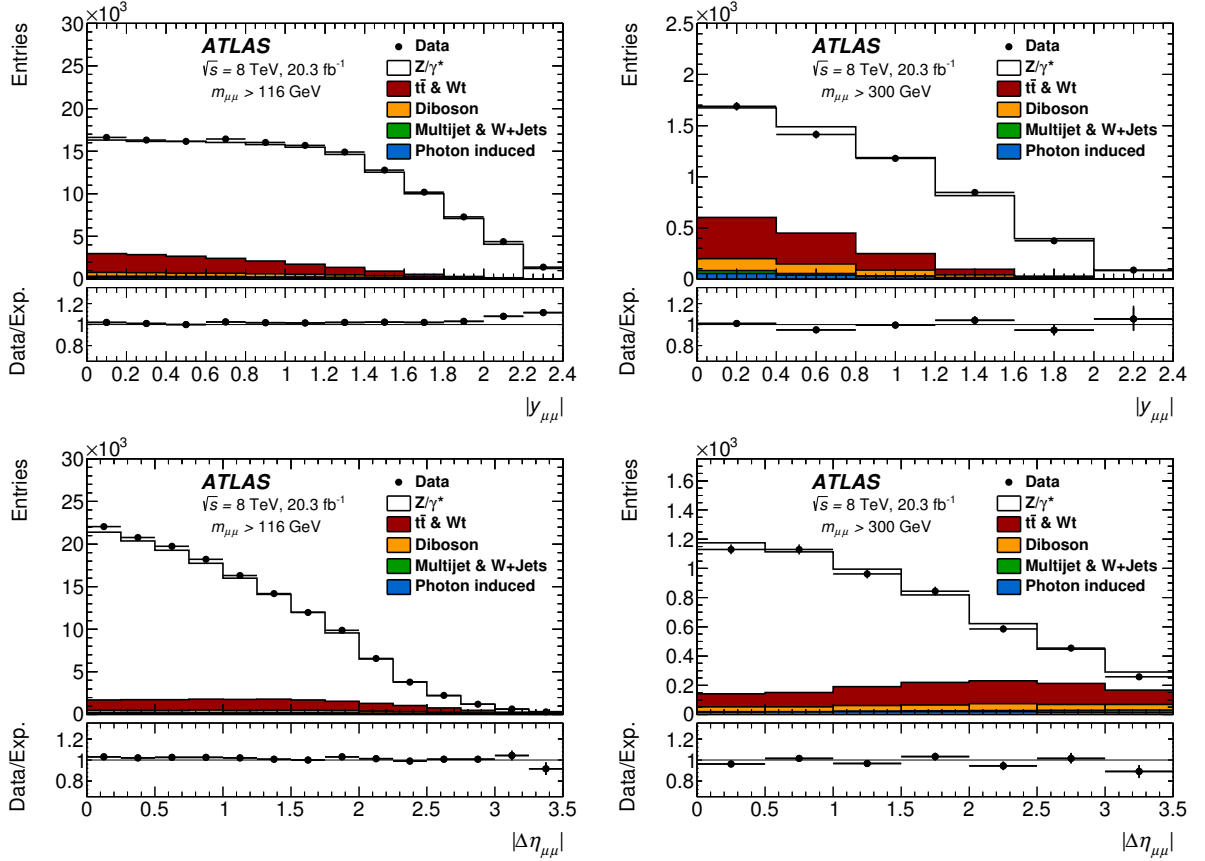 ×10³
Entries
30
25
20
15
10
5
0
ATLAS
√s = 8 TeV, 20.3 fb⁻¹
mμμ > 116 GeV
Data
Z/γ*
tt̄ & Wt
Diboson
Multijet & W+Jets
Photon induced
Data/Exp.
1.2
1
0.8
0 0.2 0.4 0.6 0.8 1 1.2 1.4 1.6 1.8 2 2.2 2.4
|yμμ|
×10³
Entries
2.5
2
1.5
1
0.5
0
ATLAS
√s = 8 TeV, 20.3 fb⁻¹
mμμ > 300 GeV
Data
Z/γ*
tt̄ & Wt
Diboson
Multijet & W+Jets
Photon induced
Data/Exp.
1.2
1
0.8
0 0.2 0.4 0.6 0.8 1 1.2 1.4 1.6 1.8 2 2.2 2.4
|yμμ|
×10³
Entries
30
25
20
15
10
5
0
ATLAS
√s = 8 TeV, 20.3 fb⁻¹
mμμ > 116 GeV
Data
Z/γ*
tt̄ & Wt
Diboson
Multijet & W+Jets
Photon induced
Data/Exp.
1.2
1
0.8
0 0.5 1 1.5 2 2.5 3 3.5
|Δημμ|
×10³
Entries
1.6
1.4
1.2
1
0.8
0.6
0.4
0.2
0
ATLAS
√s = 8 TeV, 20.3 fb⁻¹
mμμ > 300 GeV
Data
Z/γ*
tt̄ & Wt
Diboson
Multijet & W+Jets
Photon induced
Data/Exp.
1.2
1
0.8
0 0.5 1 1.5 2 2.5 3 3.5
|Δημμ|